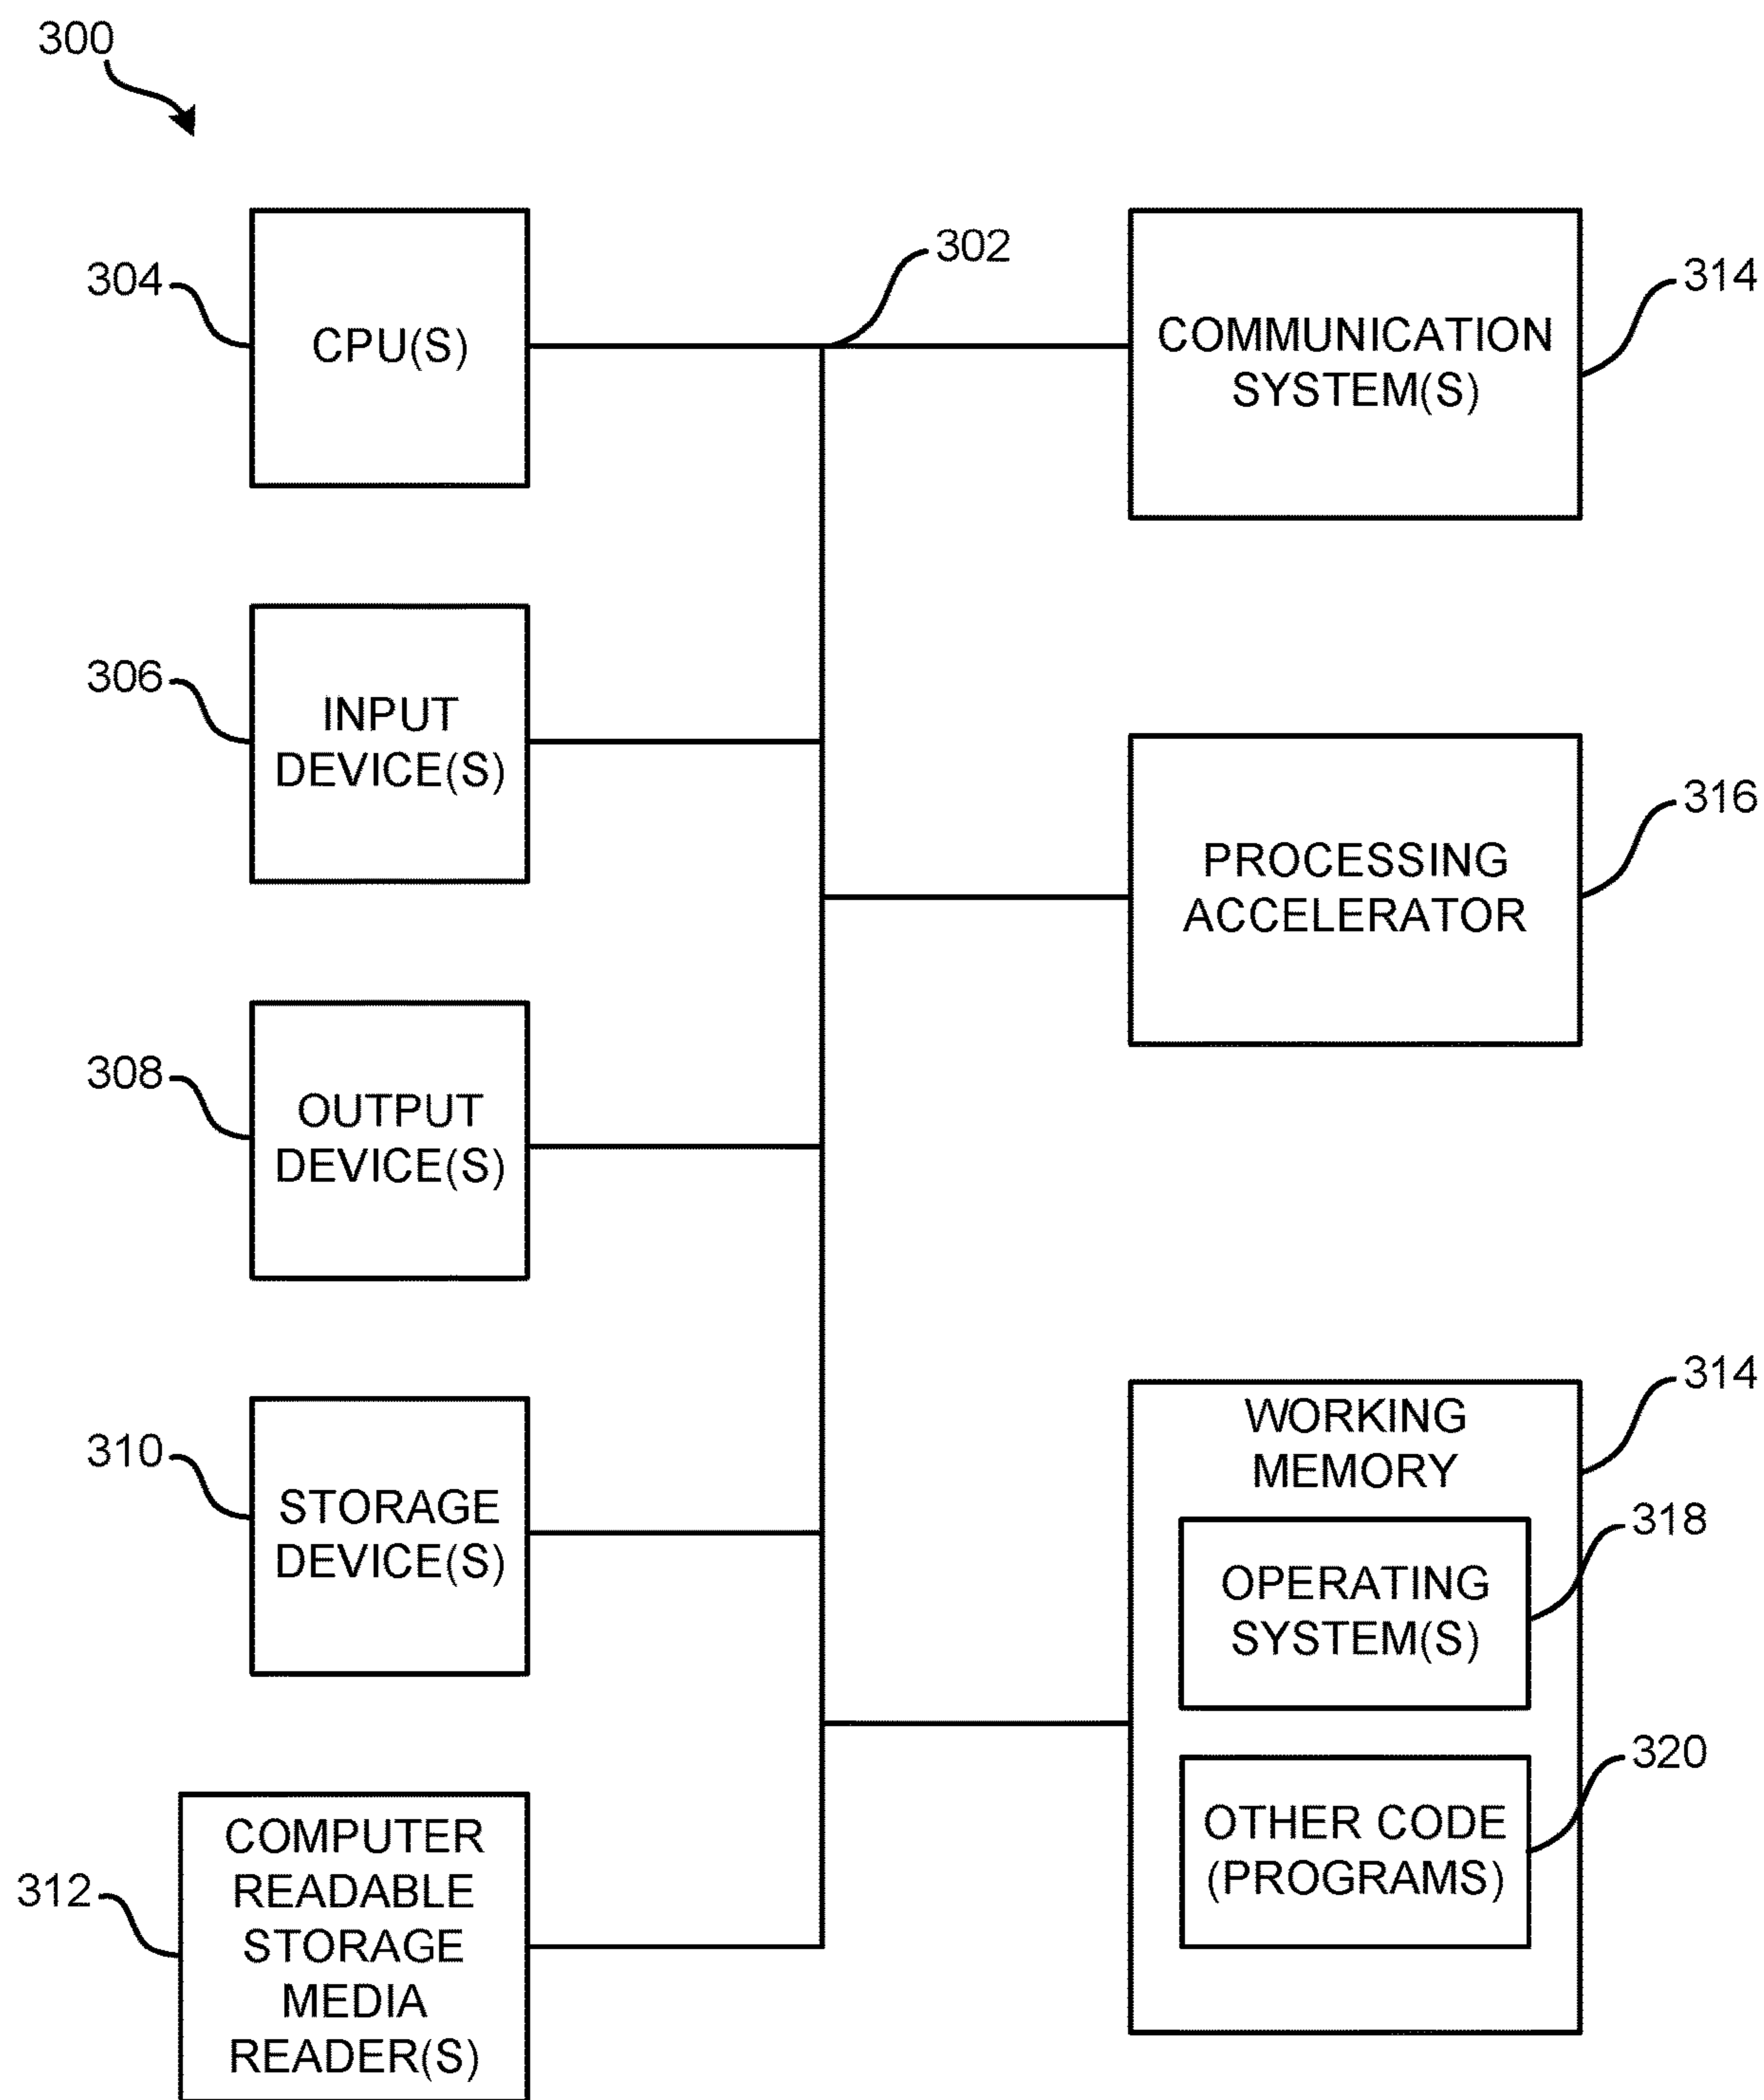 300
304
CPU(S)
302
COMMUNICATION
SYSTEM(S)
314
306
INPUT
DEVICE(S)
PROCESSING
ACCELERATOR
316
308
OUTPUT
DEVICE(S)
310
STORAGE
DEVICE(S)
WORKING
MEMORY
314
OPERATING
SYSTEM(S)
318
OTHER CODE
(PROGRAMS)
320
312
COMPUTER
READABLE
STORAGE
MEDIA
READER(S)